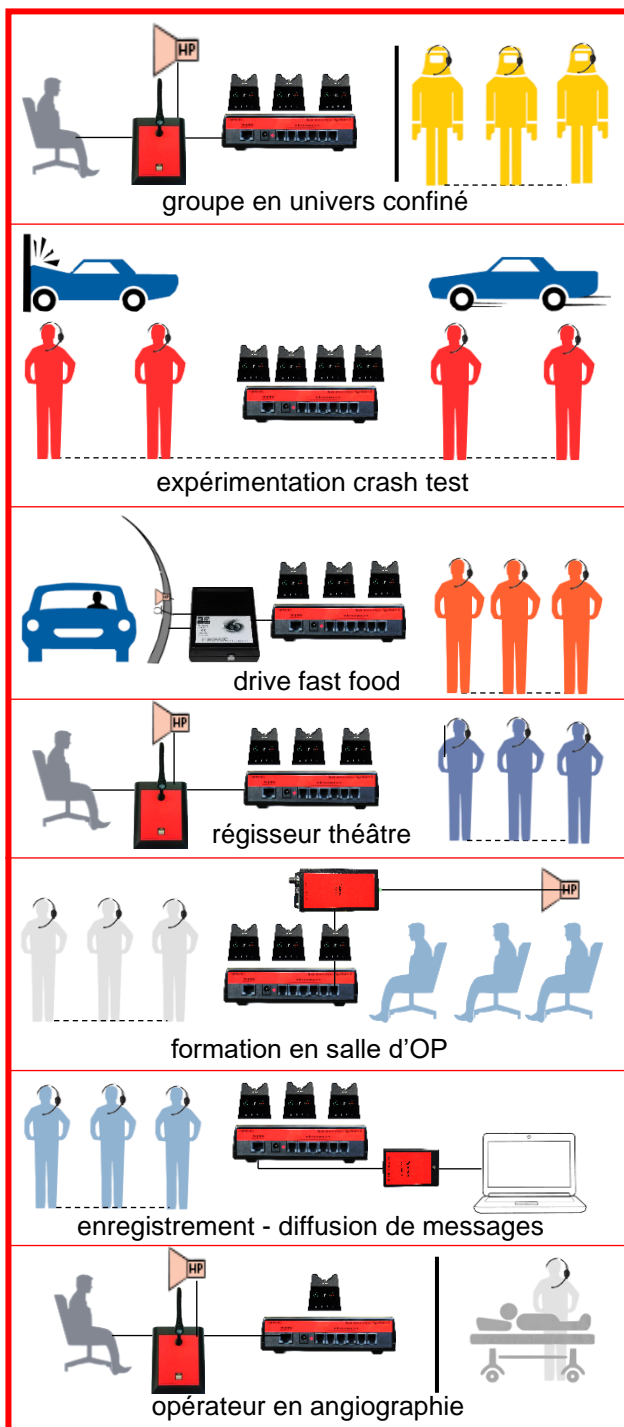 HP
groupe en univers confiné
expérimentation crash test
drive fast food
HP
régisseur théâtre
HP
formation en salle d'OP
enregistrement - diffusion de messages
HP
opérateur en angiographie